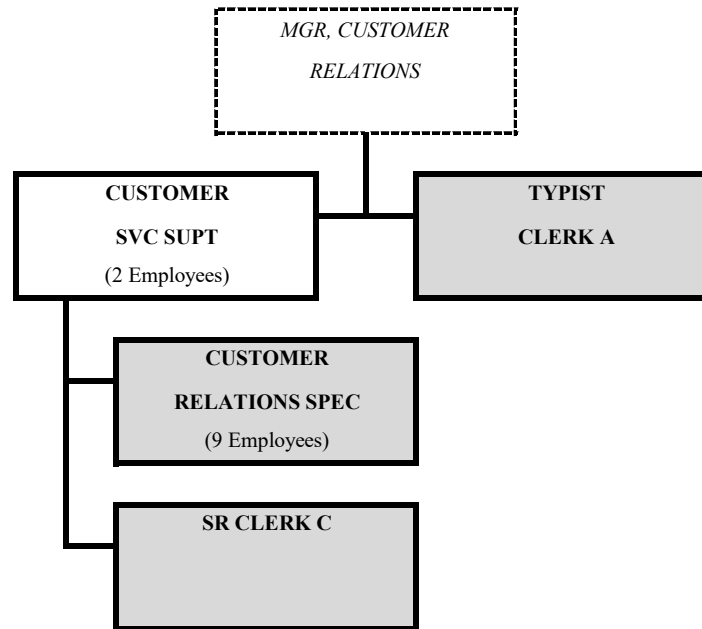 MGR, CUSTOMER
RELATIONS
CUSTOMER
SVC SUPT
(2 Employees)
TYPIST
CLERK A
CUSTOMER
RELATIONS SPEC
(9 Employees)
SR CLERK C